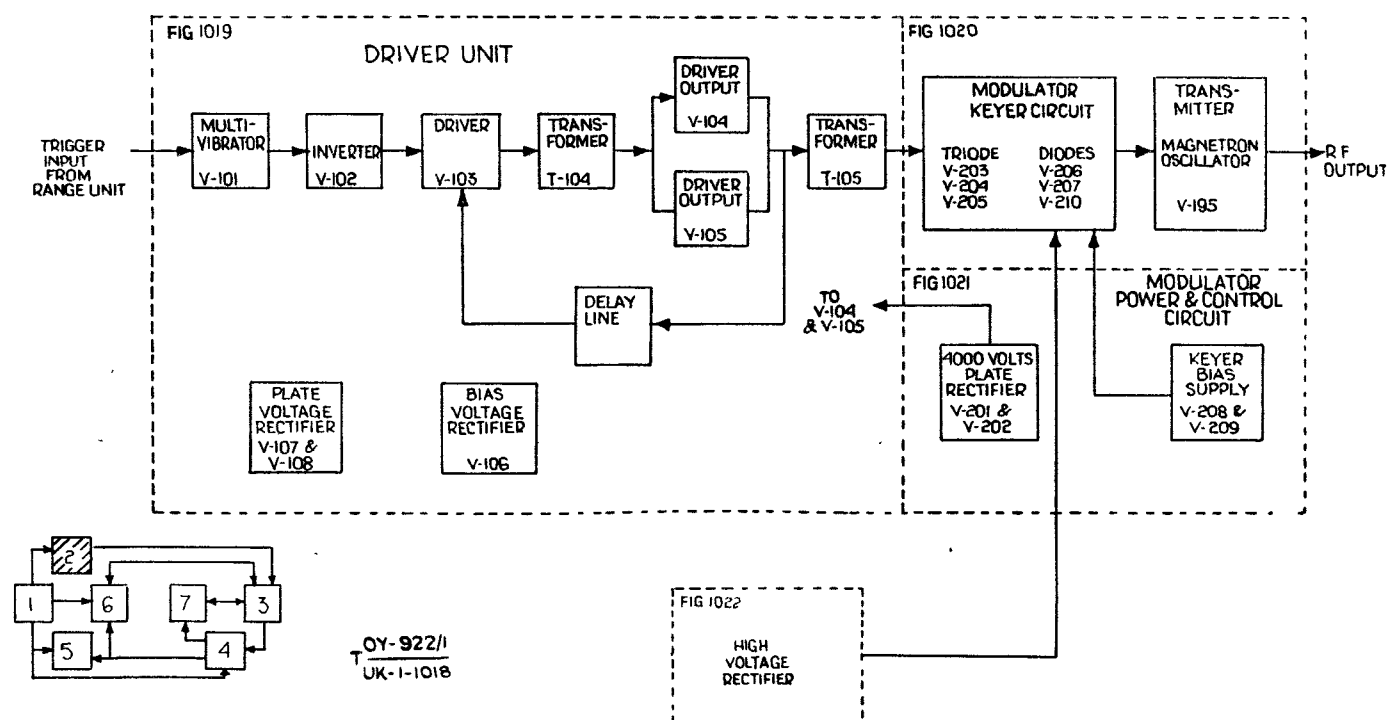 FIG 1019
DRIVER UNIT
TRIGGER
INPUT
FROM
RANGE UNIT
MULTI-
VIBRATOR
V-101
INVERTER
V-102
DRIVER
V-103
TRANS-
FORMER
T-104
DRIVER
OUTPUT
V-104
DRIVER
OUTPUT
V-105
TRANS-
FORMER
T-105
DELAY
LINE
TO
V-104
& V-105
PLATE
VOLTAGE
RECTIFIER
V-107 &
V-108
BIAS
VOLTAGE
RECTIFIER
V-106
FIG 1020
MODULATOR
KEYER CIRCUIT
TRIODE
V-203
V-204
V-205
DIODES
V-206
V-207
V-210
TRANS-
MITTER
MAGNETRON
OSCILLATOR
V-195
R F
OUTPUT
FIG 1021
MODULATOR
POWER & CONTROL
CIRCUIT
4000 VOLTS
PLATE
RECTIFIER
V-201 &
V-202
KEYER
BIAS
SUPPLY
V-208 &
V-209
2
1
6
7
3
5
4
T OY-922/1
UK-1-1018
FIG 1022
HIGH
VOLTAGE
RECTIFIER